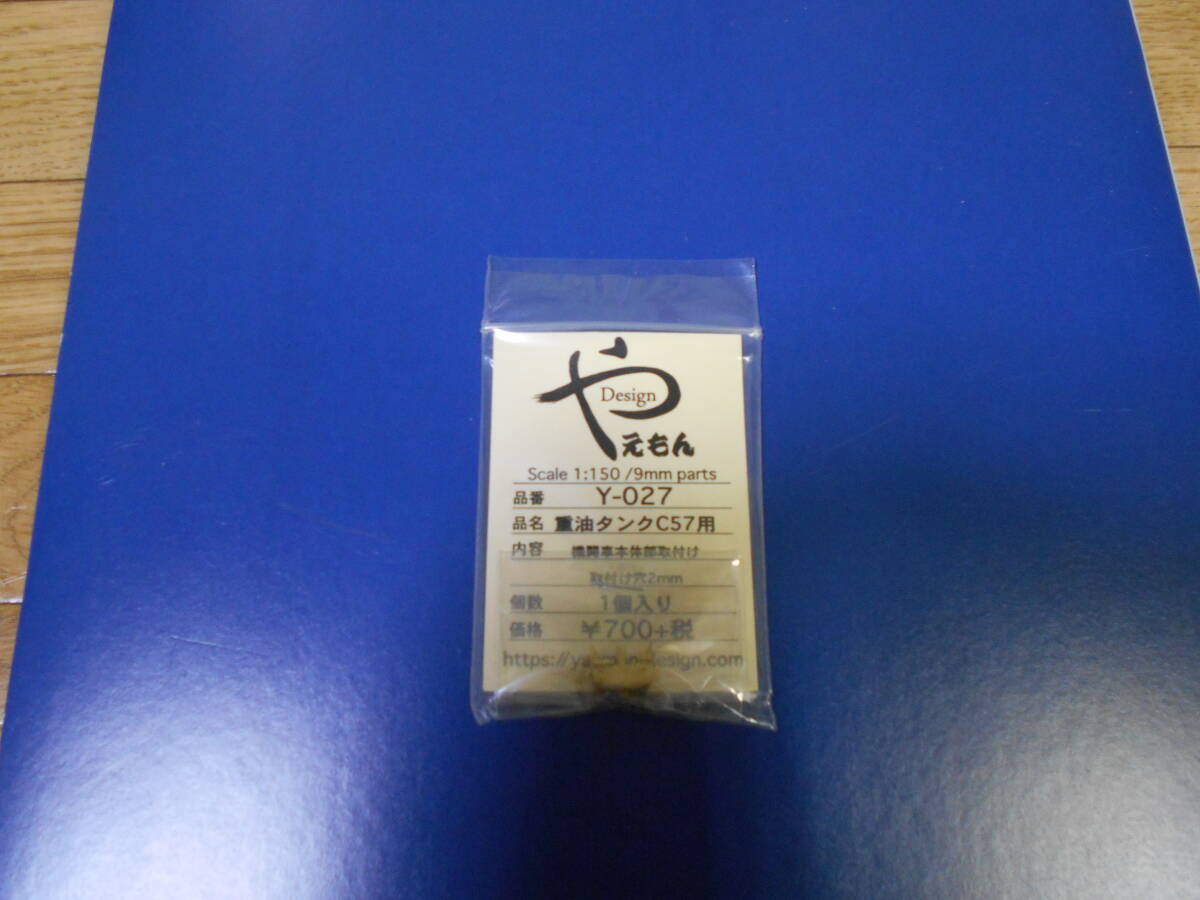 や
Design
えもん
Scale 1:150 /9mm parts
品番 Y-027
品名 重油タンクC57用
内容 機関車本体部取付け
取付け穴2mm
個数 1個入り
価格 ¥700+税